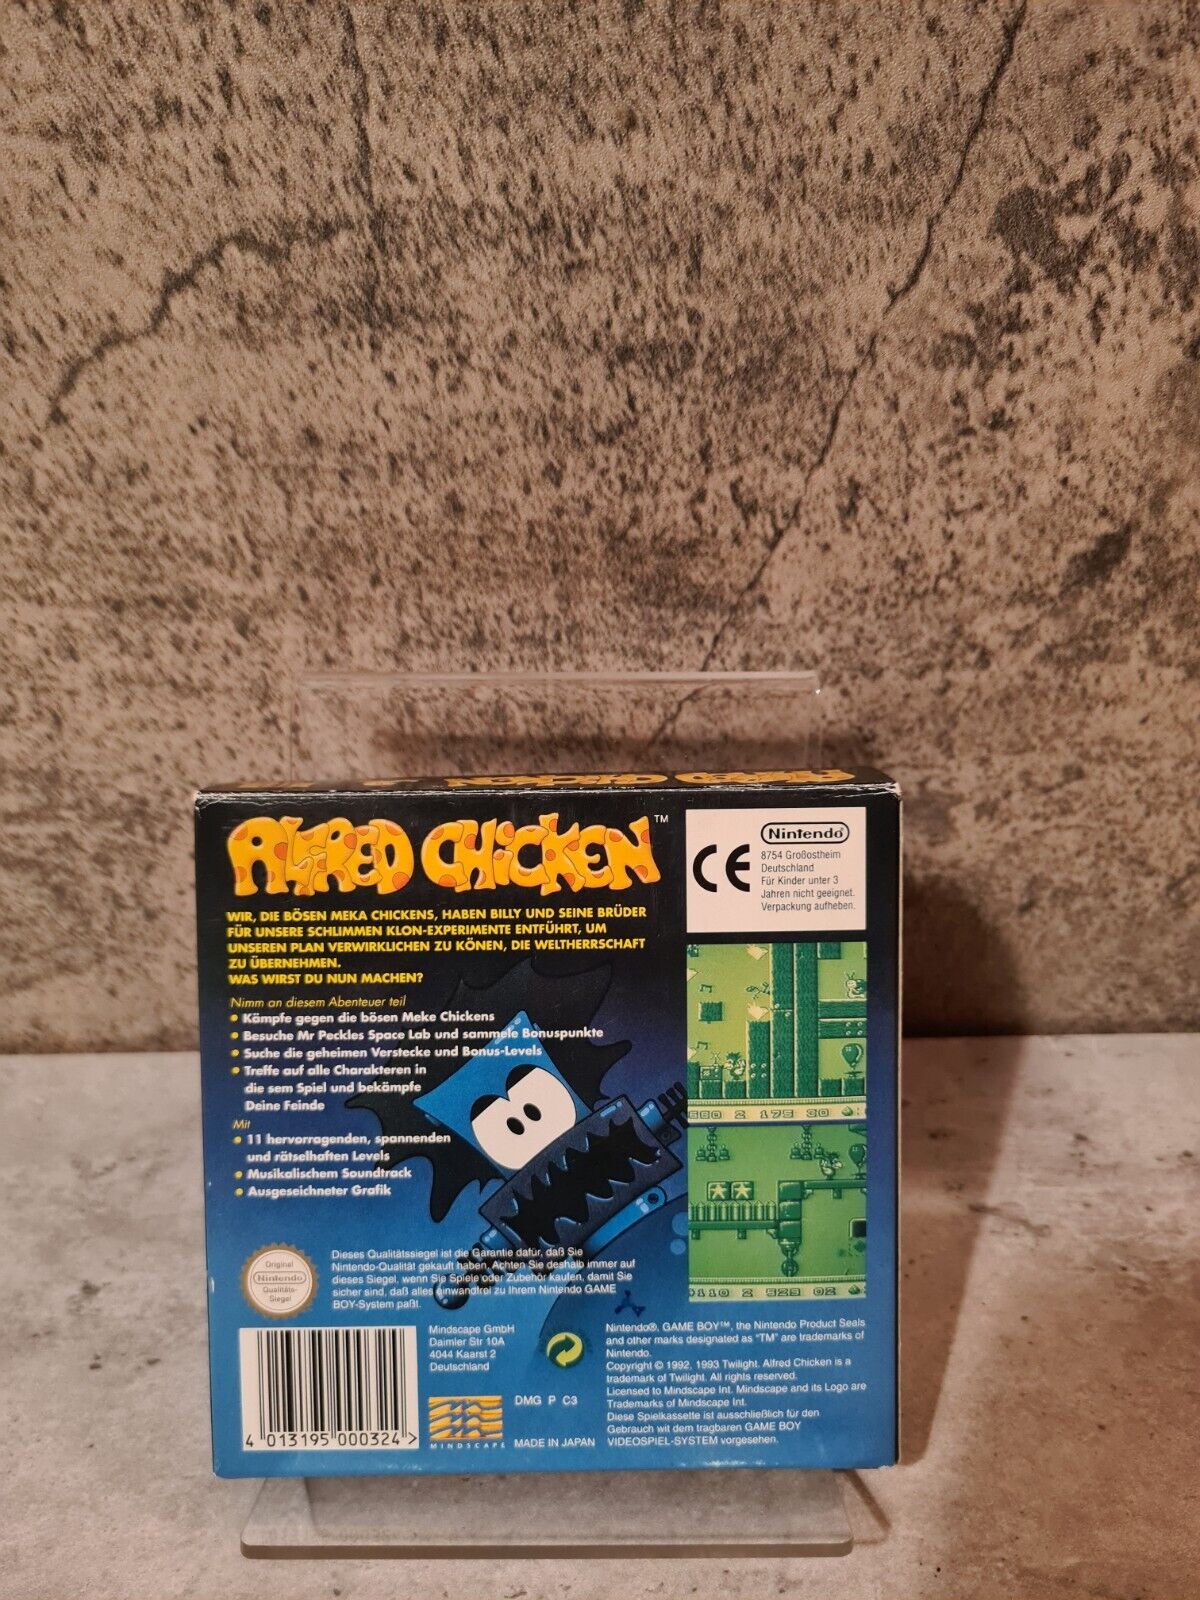 ALFRED CHICKEN™
WIR, DIE BÖSEN MEKA CHICKENS, HABEN BILLY UND SEINE BRÜDER
FÜR UNSERE SCHLIMMEN KLON-EXPERIMENTE ENTFÜHRT, UM
UNSEREN PLAN VERWIRKLICHEN ZU KÖNEN, DIE WELTHERRSCHAFT
ZU ÜBERNEHMEN.
WAS WIRST DU NUN MACHEN?
Nimm an diesem Abenteuer teil
• Kämpfe gegen die bösen Meke Chickens
• Besuche Mr Peckles Space Lab und sammele Bonuspunkte
• Suche die geheimen Verstecke und Bonus-Levels
• Treffe auf alle Charakteren in
die sem Spiel und bekämpfe
Deine Feinde
Mit
• 11 hervorragenden, spannenden
und rätselhaften Levels
• Musikalischem Soundtrack
• Ausgeseichneter Grafik
CE
Nintendo
8754 Großostheim
Deutschland
Für Kinder unter 3
Jahren nicht geeignet.
Verpackung aufheben.
580 2 175 30
0110 2 529 02
Original
Nintendo
Qualitäts-
Siegel
Dieses Qualitätssiegel ist die Garantie dafür, daß Sie
Nintendo-Qualität gekauft haben. Achten Sie deshalb immer auf
dieses Siegel, wenn Sie Spiele oder Zubehör kaufen, damit Sie
sicher sind, daß alles einwandfrei zu Ihrem Nintendo GAME
BOY-System paßt.
4 013195 000324 >
Mindscape GmbH
Daimler Str 10A
4044 Kaarst 2
Deutschland
MINDSCAPE
DMG P C3
MADE IN JAPAN
Nintendo®, GAME BOY™, the Nintendo Product Seals
and other marks designated as "TM" are trademarks of
Nintendo.
Copyright © 1992, 1993 Twilight. Alfred Chicken is a
trademark of Twilight. All rights reserved.
Licensed to Mindscape Int. Mindscape and its Logo are
Trademarks of Mindscape Int.
Diese Spielkassette ist ausschließlich für den
Gebrauch wit dem tragbaren GAME BOY
VIDEOSPIEL-SYSTEM vorgesehen.